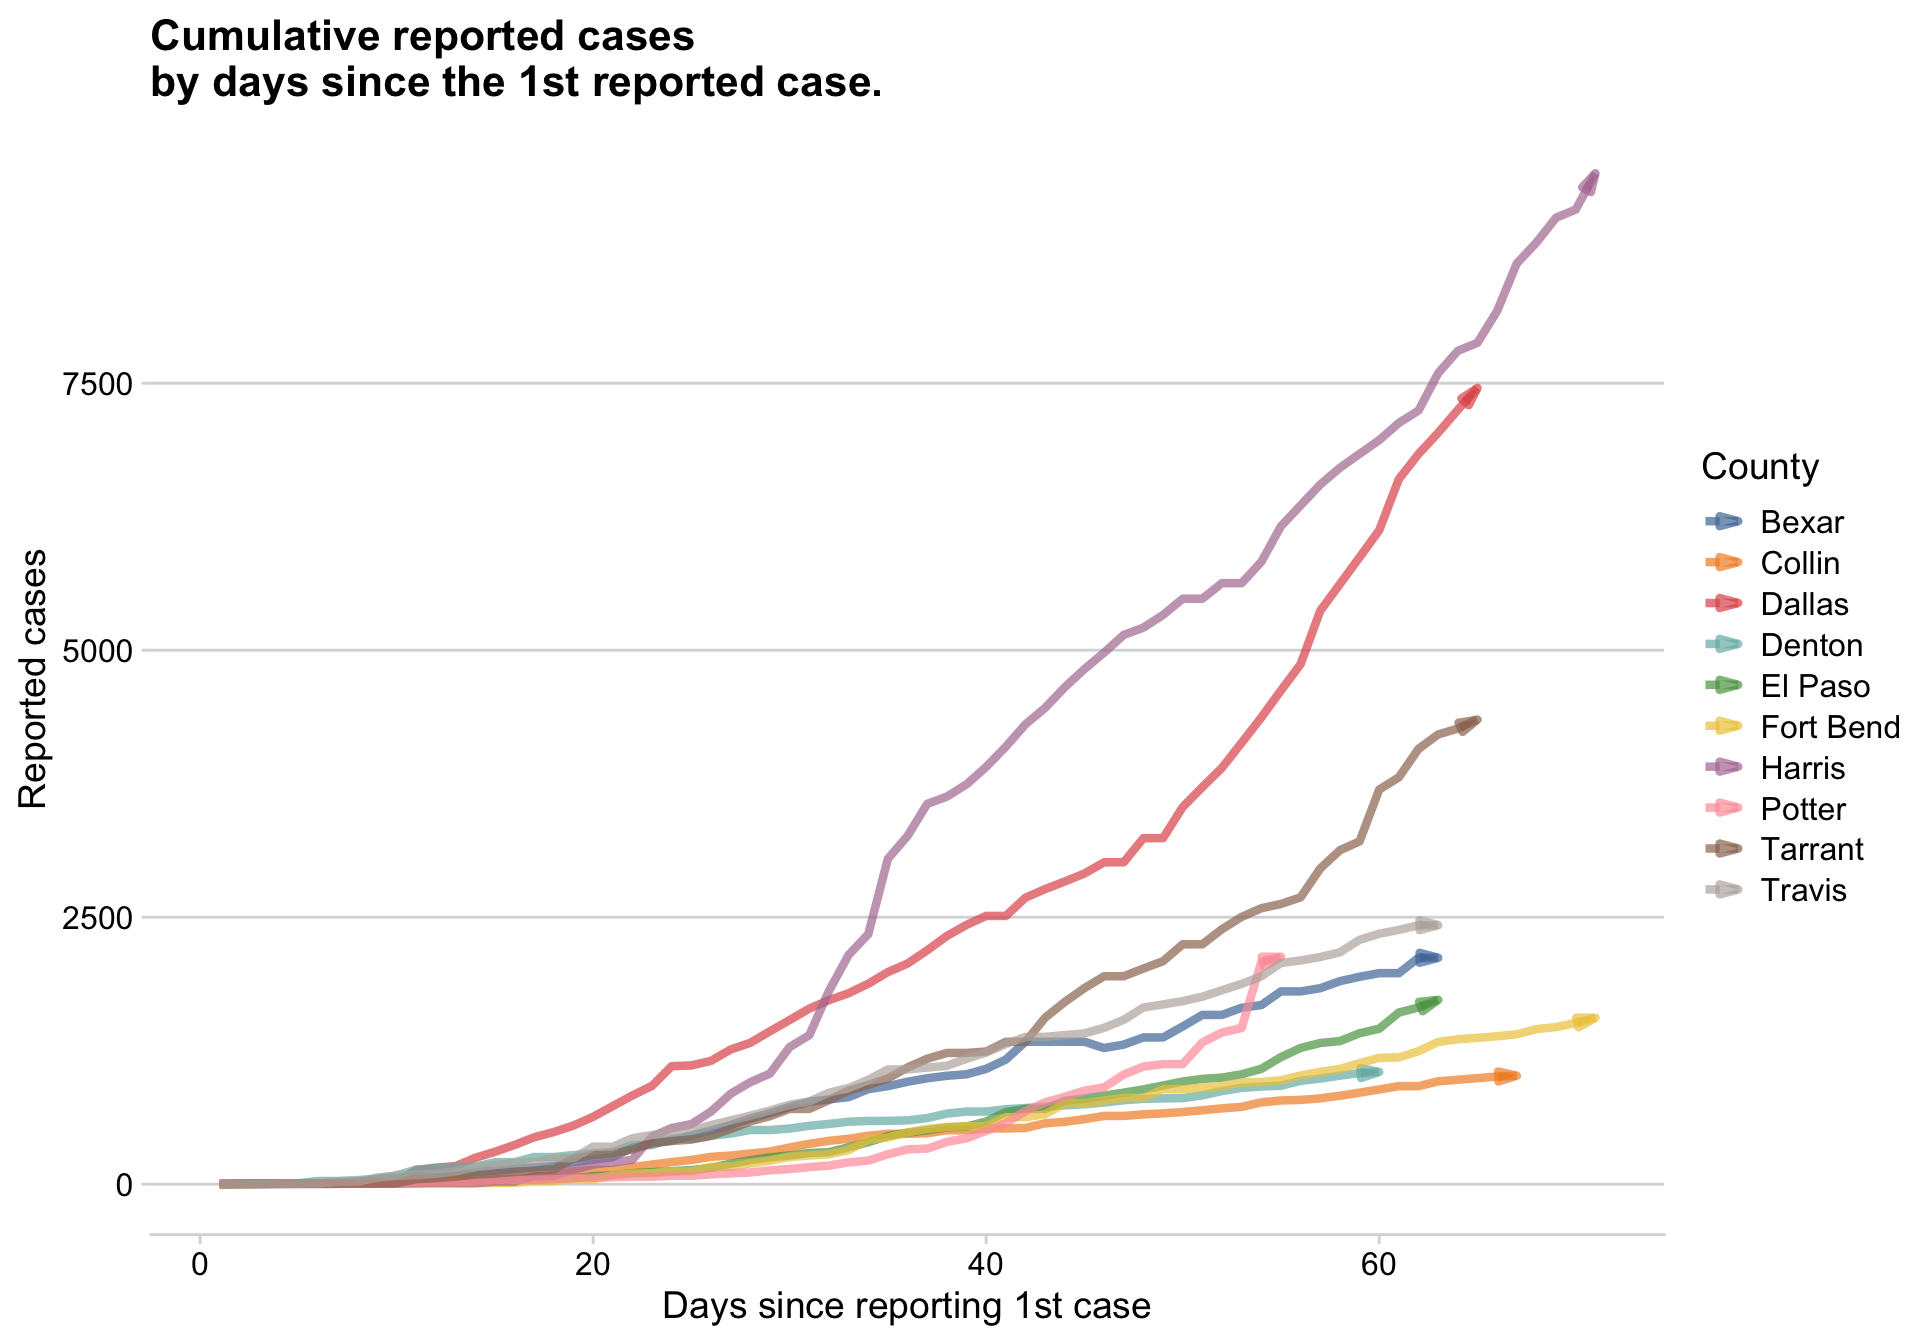 Cumulative reported cases
by days since the 1st reported case.
Reported cases
7500
5000
2500
0
0
20
40
60
Days since reporting 1st case
County
Bexar
Collin
Dallas
Denton
El Paso
Fort Bend
Harris
Potter
Tarrant
Travis